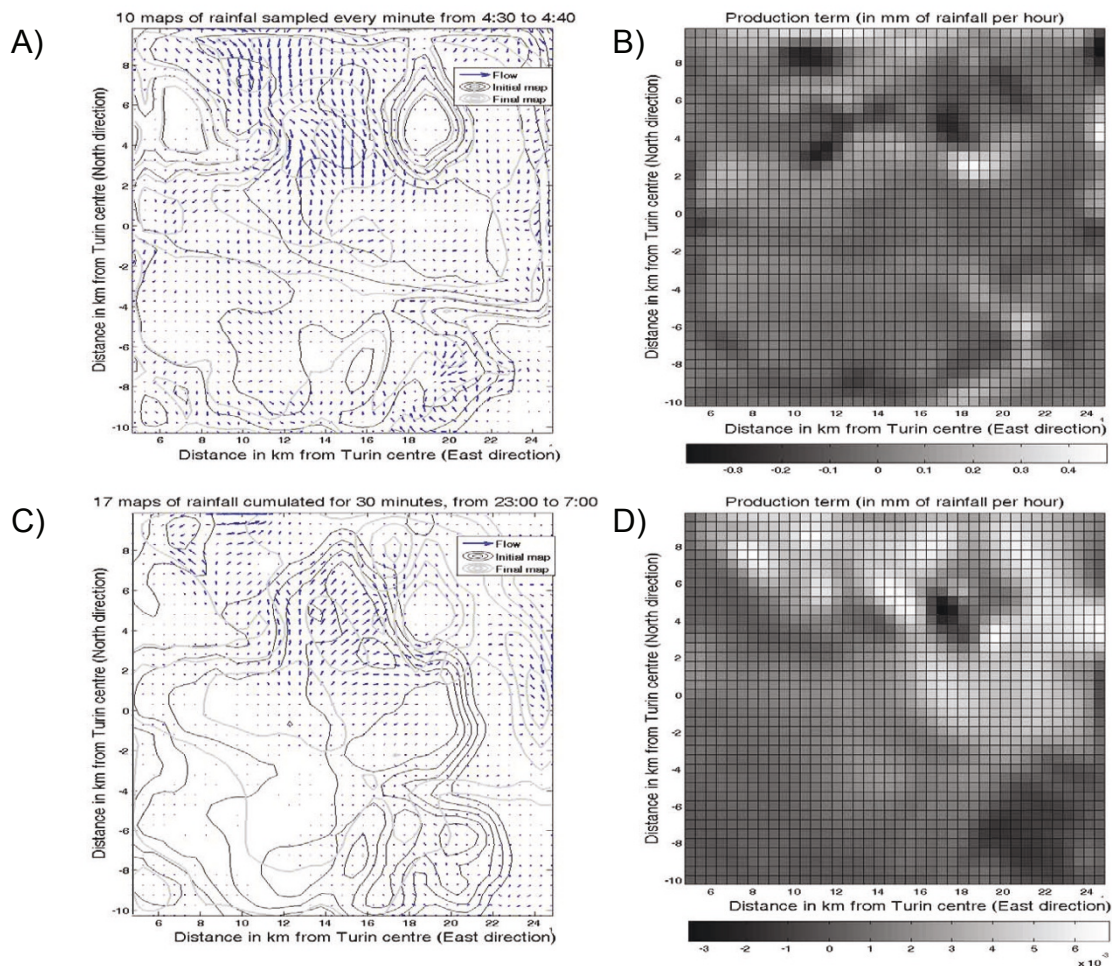 A)
10 maps of rainfal sampled every minute from 4:30 to 4:40
Distance in km from Turin centre (North direction)
8
6
4
2
0
-2
-4
-6
-8
-10
Flow
Initial map
Final map
6 8 10 12 14 16 18 20 22 24
Distance in km from Turin centre (East direction)
B)
Production term (in mm of rainfall per hour)
Distance in km from Turin centre (North direction)
8
6
4
2
0
-2
-4
-6
-8
-10
6 8 10 12 14 16 18 20 22 24
Distance in km from Turin centre (East direction)
-0.3 -0.2 -0.1 0 0.1 0.2 0.3 0.4
C)
17 maps of rainfall cumulated for 30 minutes, from 23:00 to 7:00
Distance in km from Turin centre (North direction)
8
6
4
2
0
-2
-4
-6
-8
-10
Flow
Initial map
Final map
6 8 10 12 14 16 18 20 22 24
Distance in km from Turin centre (East direction)
D)
Production term (in mm of rainfall per hour)
Distance in km from Turin centre (North direction)
8
6
4
2
0
-2
-4
-6
-8
-10
6 8 10 12 14 16 18 20 22 24
Distance in km from Turin centre (East direction)
-3 -2 -1 0 1 2 3 4 5 6
x 10⁻³